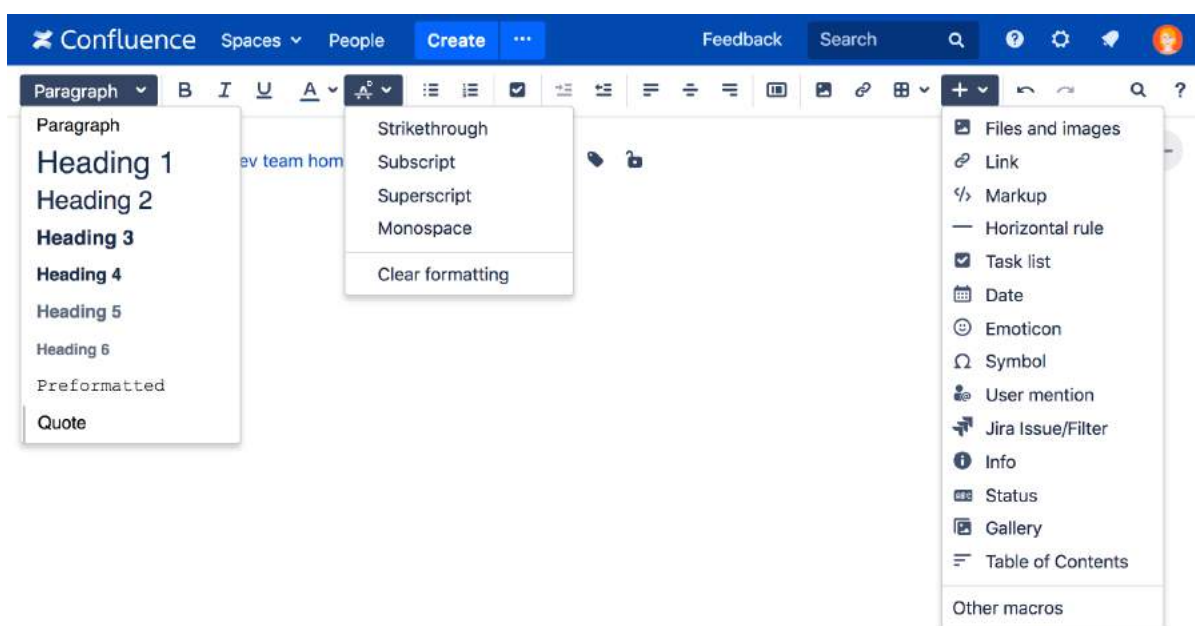 Confluence Spaces People Create ··· Feedback Search
Paragraph B I U A
Paragraph
Heading 1
Heading 2
Heading 3
Heading 4
Heading 5
Heading 6
Preformatted
Quote
ev team hom
Strikethrough
Subscript
Superscript
Monospace
Clear formatting
Files and images
Link
Markup
Horizontal rule
Task list
Date
Emoticon
Symbol
User mention
Jira Issue/Filter
Info
Status
Gallery
Table of Contents
Other macros